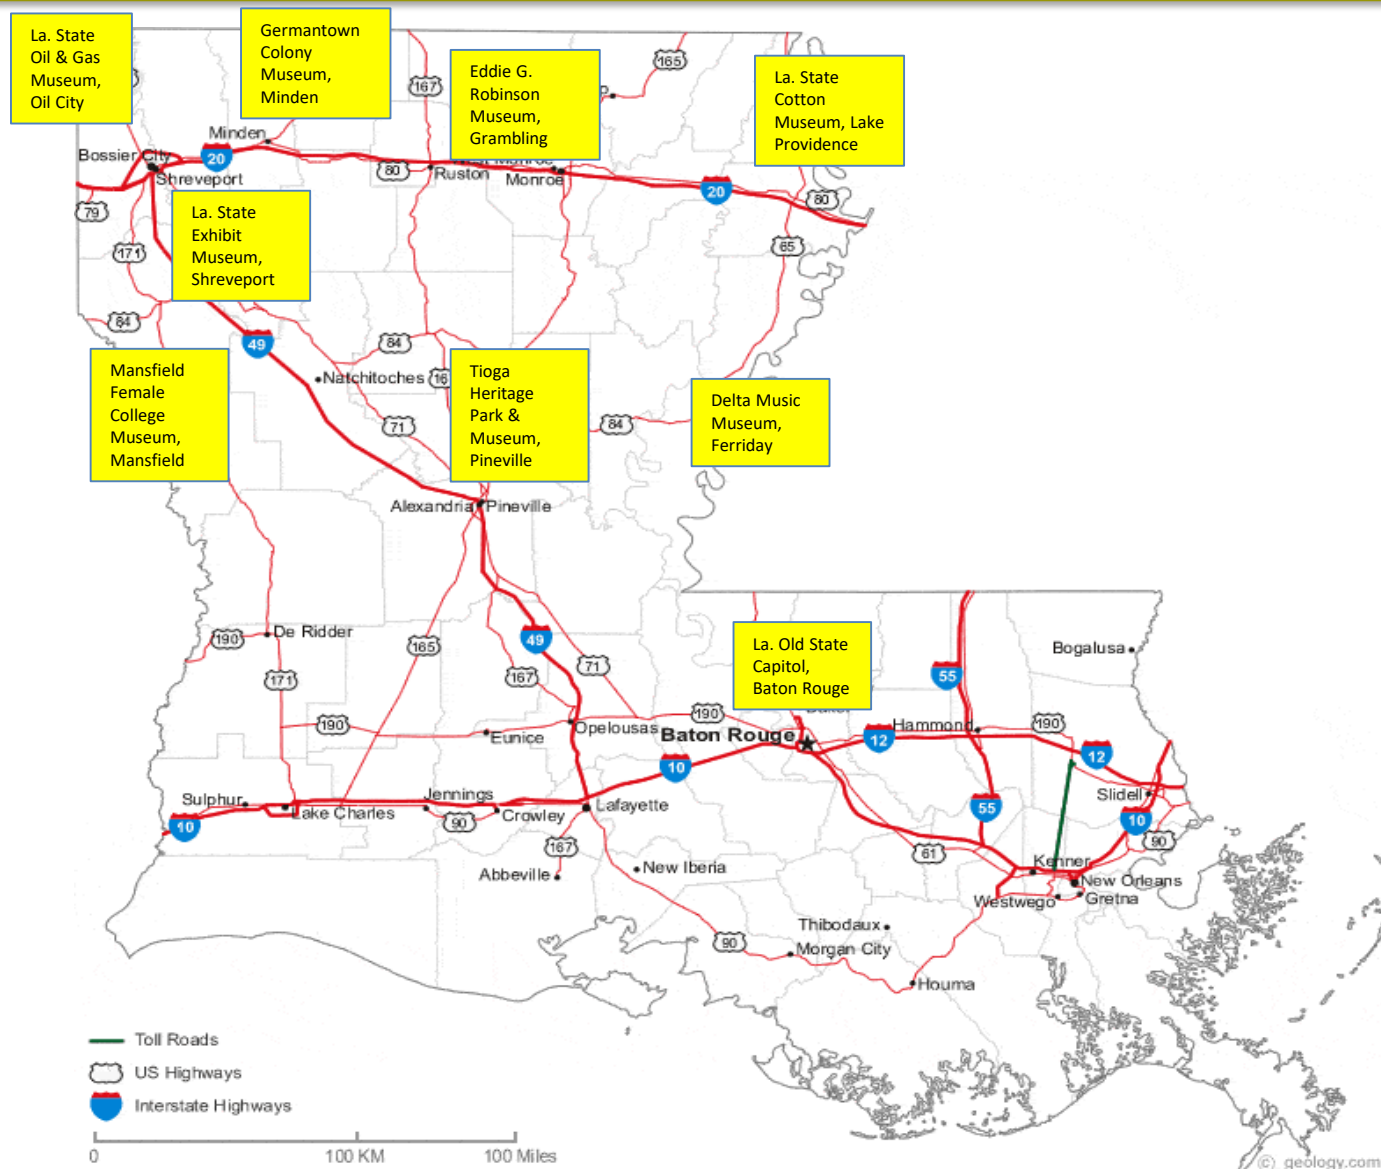 La. State
Oil & Gas
Museum,
Oil City
Germantown
Colony
Museum,
Minden
Eddie G.
Robinson
Museum,
Grambling
La. State
Cotton
Museum, Lake
Providence
165
167
Minden
Bossier City
20
Shreveport
80
Ruston
Monroe
20
80
79
La. State
Exhibit
Museum,
Shreveport
171
65
84
49
84
Natchitoches
Mansfield
Female
College
Museum,
Mansfield
Tioga
Heritage
Park &
Museum,
Pineville
Delta Music
Museum,
Ferriday
71
84
Alexandria
Pineville
190
De Ridder
165
49
71
171
167
La. Old State
Capitol,
Baton Rouge
Bogalusa
55
190
Eunice
Opelousas
190
Baton Rouge
12
Hammond
190
12
10
Sulphur
Lake Charles
Jennings
90
Crowley
Lafayette
10
55
Slidell
10
90
167
Abbeville
New Iberia
61
Kenner
New Orleans
Westwego
Gretna
Thibodaux
90
Morgan City
Houma
Toll Roads
US Highways
Interstate Highways
0
100 KM
100 Miles
© geology.com